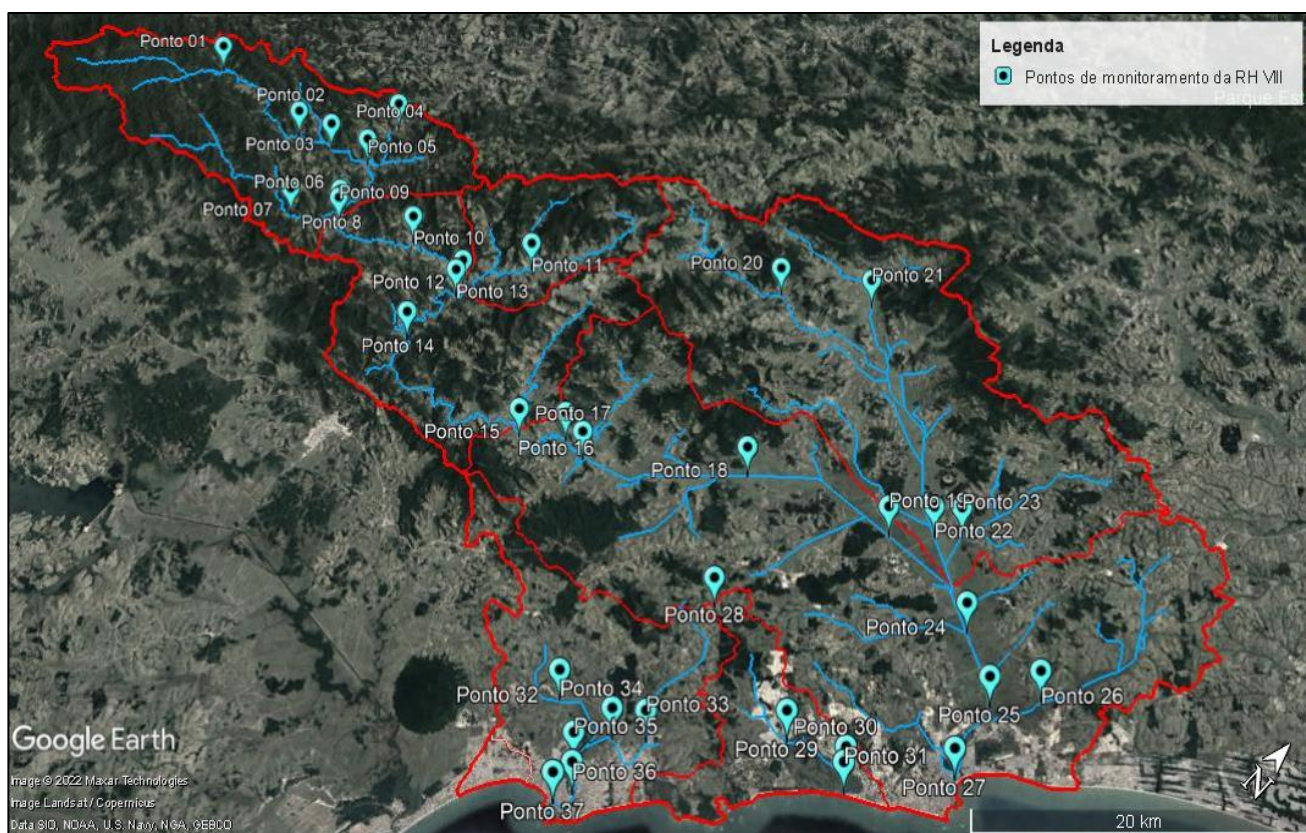 Legenda
Pontos de monitoramento da RH VIII
Parque Est
Ponto 01
Ponto 02
Ponto 04
Ponto 03
Ponto 05
Ponto 06
Ponto 09
Ponto 07
Ponto 8
Ponto 10
Ponto 11
Ponto 12
Ponto 13
Ponto 20
Ponto 21
Ponto 14
Ponto 17
Ponto 15
Ponto 16
Ponto 18
Ponto 19
Ponto 23
Ponto 22
Ponto 28
Ponto 24
Ponto 32
Ponto 34
Ponto 33
Ponto 26
Ponto 25
Ponto 35
Ponto 30
Ponto 29
Ponto 31
Ponto 36
Ponto 27
Ponto 37
Google Earth
Image © 2022 Maxar Technologies
Image Landsat / Copernicus
Data SIO, NOAA, U.S. Navy, NGA, GEBCO
20 km
N